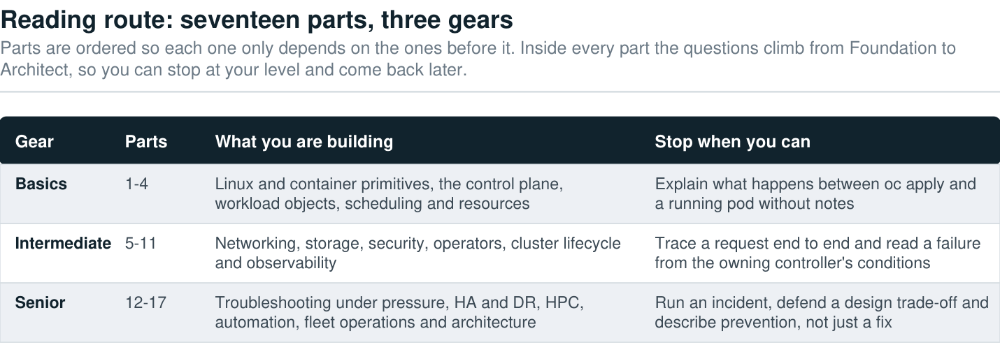 Reading route: seventeen parts, three gears
Parts are ordered so each one only depends on the ones before it. Inside every part the questions climb from Foundation to
Architect, so you can stop at your level and come back later.
Gear Parts What you are building Stop when you can
Basics 1-4 Linux and container primitives, the control plane, Explain what happens between oc apply and
workload objects, scheduling and resources a running pod without notes
Intermediate 5-11 Networking, storage, security, operators, cluster lifecycle Trace a request end to end and read a failure
and observability from the owning controller's conditions
Senior 12-17 Troubleshooting under pressure, HA and DR, HPC, Run an incident, defend a design trade-off and
automation, fleet operations and architecture describe prevention, not just a fix